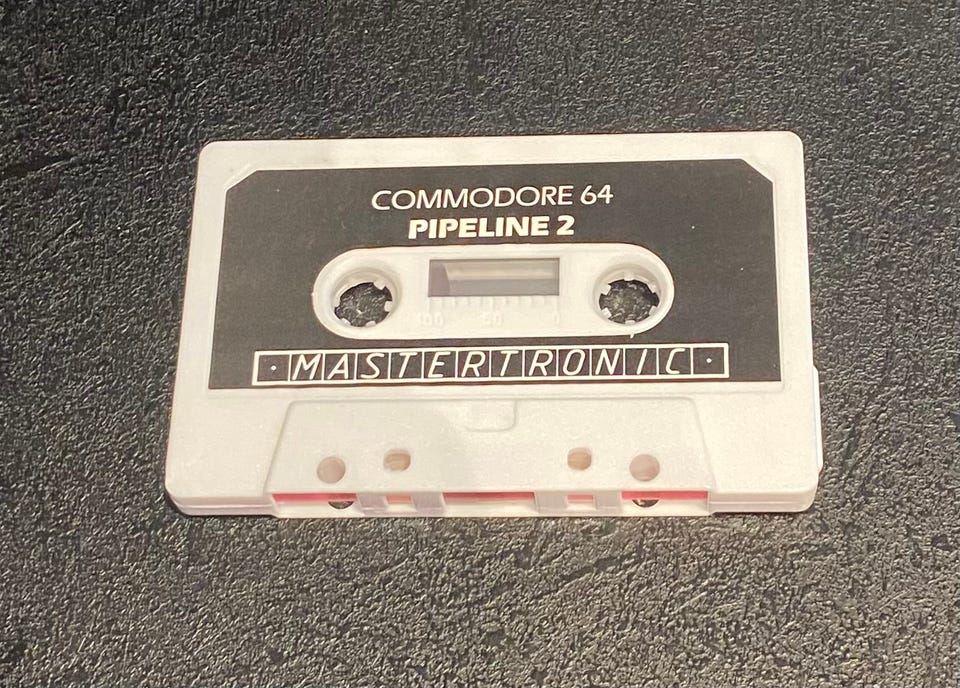 COMMODORE 64
PIPELINE 2
100 50 0
· MASTERTRONIC ·